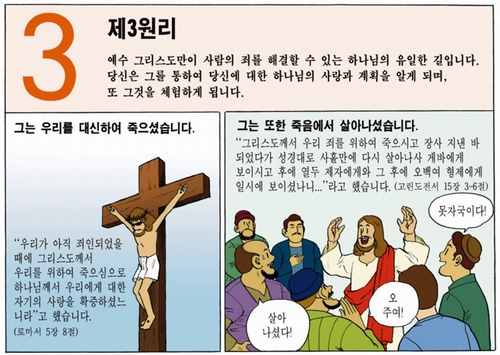 3
제3원리
예수 그리스도만이 사람의 죄를 해결할 수 있는 하나님의 유일한 길입니다.
당신은 그를 통하여 당신에 대한 하나님의 사랑과 계획을 알게 되며,
또 그것을 체험하게 됩니다.
그는 우리를 대신하여 죽으셨습니다.
“우리가 아직 죄인되었을
때에 그리스도께서
우리를 위하여 죽으심으로
하나님께서 우리에게 대한
자기의 사랑을 확증하셨느
니라”고 했습니다.
(로마서 5장 8절)
그는 또한 죽음에서 살아나셨습니다.
“그리스도께서 우리 죄를 위하여 죽으시고 장사 지낸 바
되었다가 성경대로 사흘만에 다시 살아나사 게바에게
보이시고 후에 열두 제자에게와 그 후에 오백여 형제에게
일시에 보이셨나니...”라고 했습니다. (고린도전서 15장 3-6절)
못자국이다!
살아
나셨다!
오
주여!